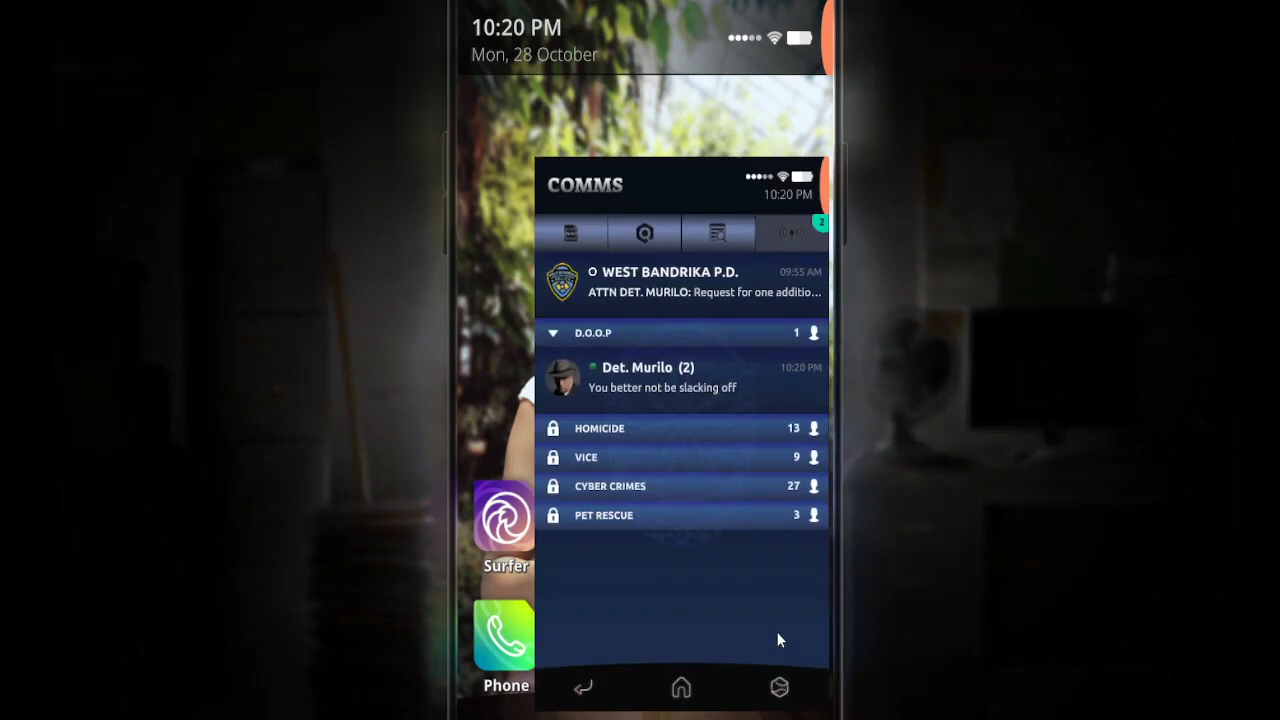 10:20 PM
Mon, 28 October
COMMS
10:20 PM
2
WEST BANDRIKA P.D.
09:55 AM
ATTN DET. MURILO: Request for one additio...
D.O.O.P
1
Det. Murilo (2)
10:20 PM
You better not be slacking off
HOMICIDE
13
VICE
9
CYBER CRIMES
27
PET RESCUE
3
Surfer
Phone